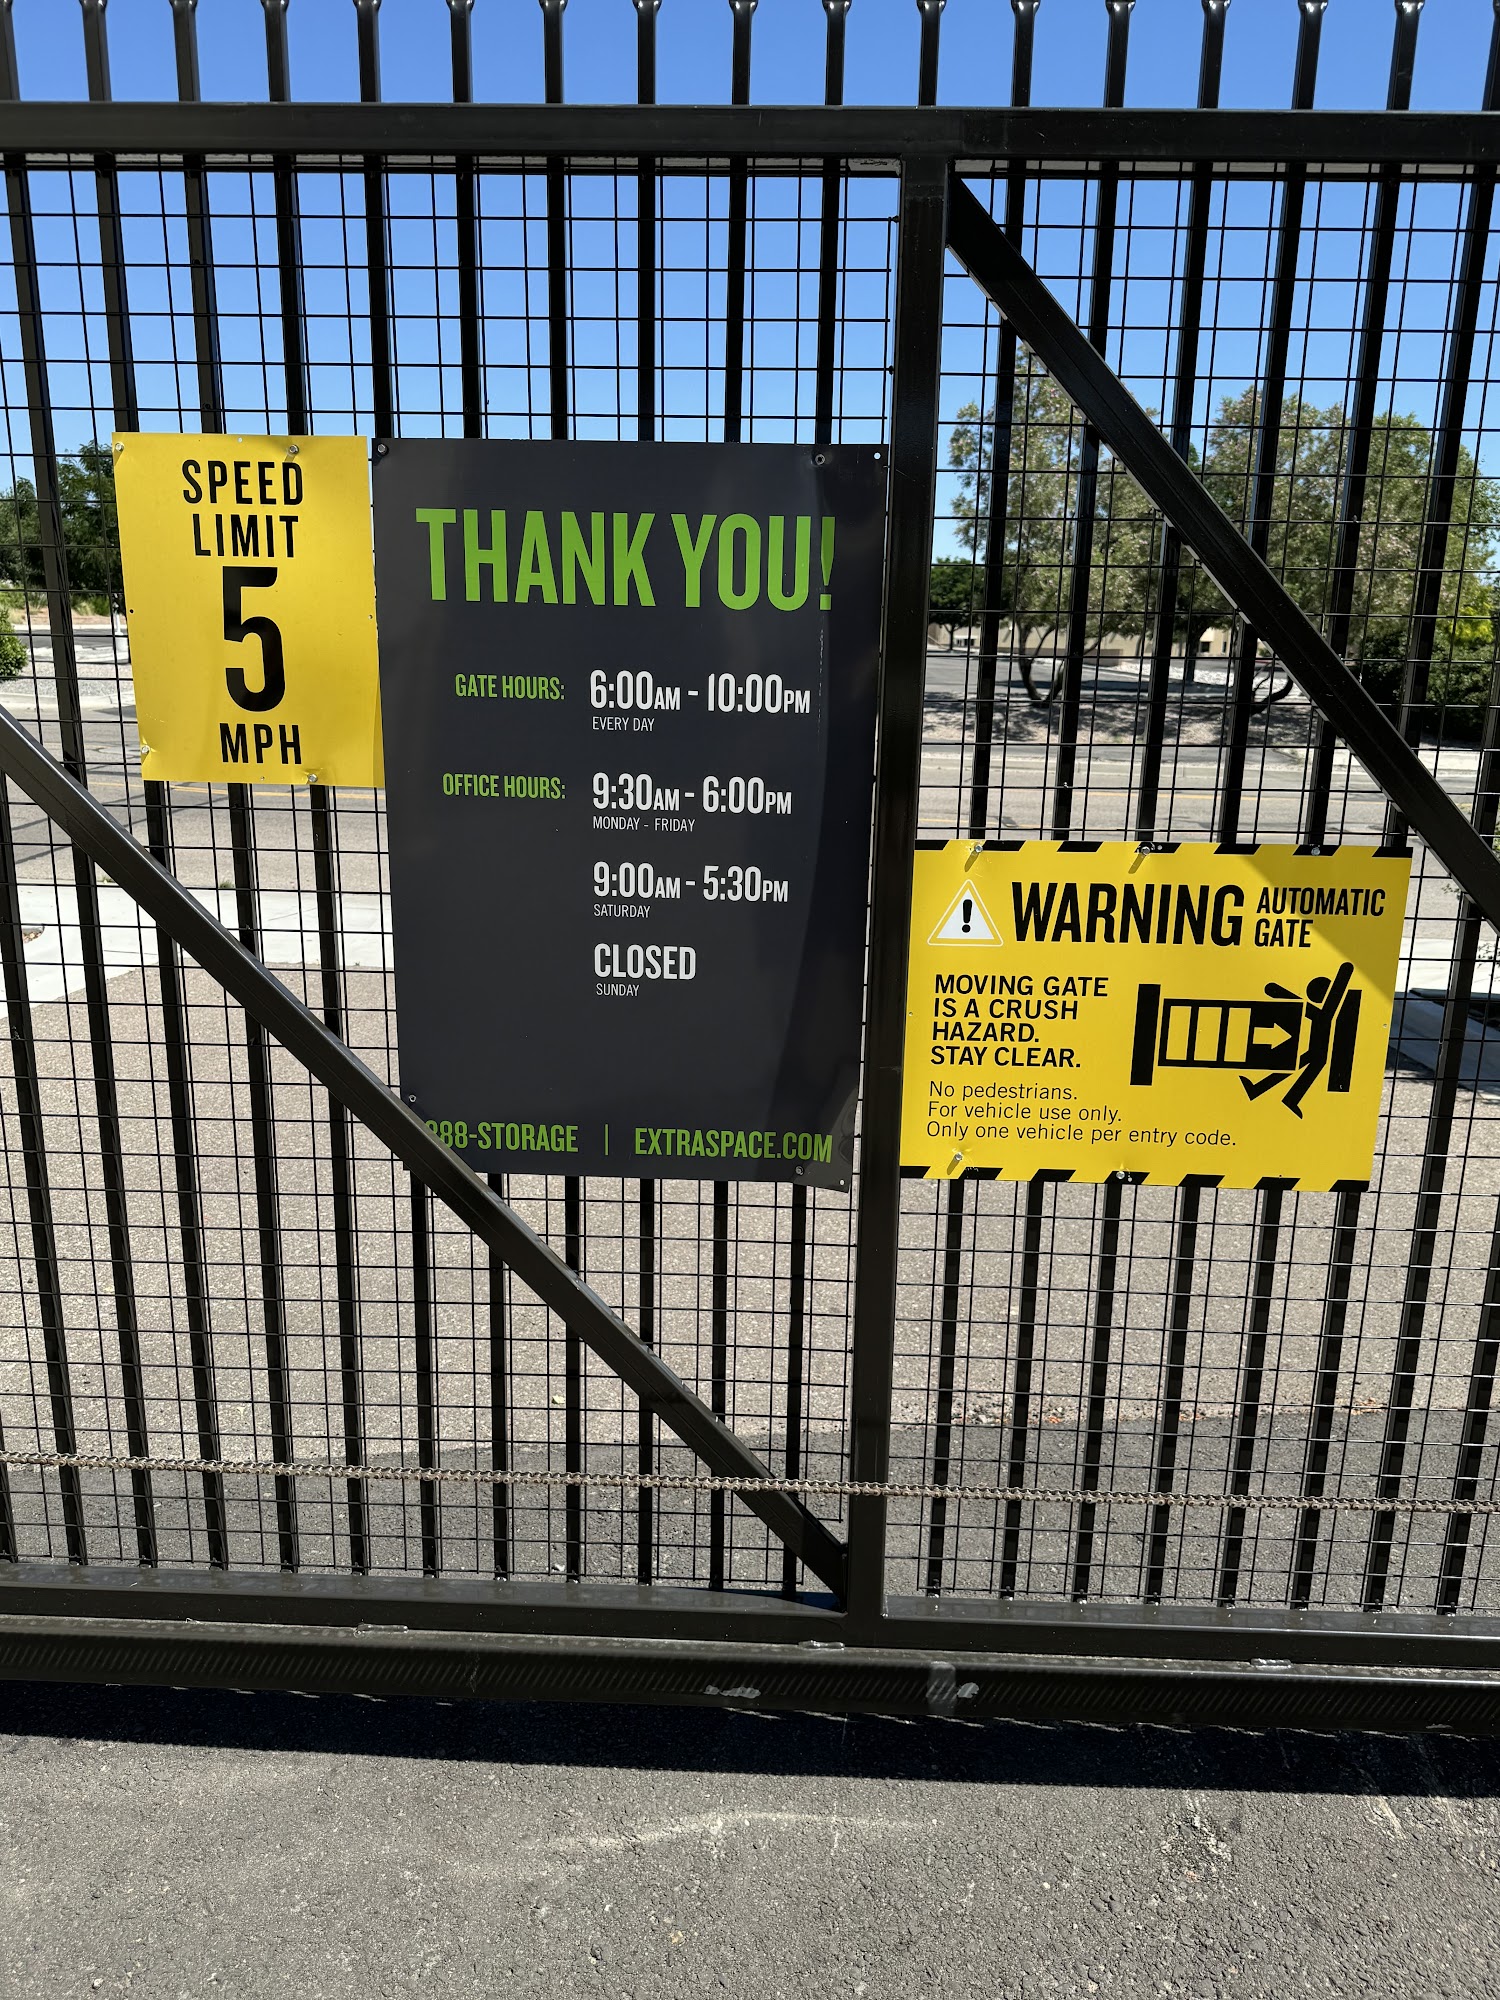 SPEED
LIMIT
5
MPH
THANK YOU!
GATE HOURS: 6:00AM - 10:00PM
EVERY DAY
OFFICE HOURS: 9:30AM - 6:00PM
MONDAY - FRIDAY
9:00AM - 5:30PM
SATURDAY
CLOSED
SUNDAY
888-STORAGE | EXTRASPACE.COM
WARNING AUTOMATIC
GATE
MOVING GATE
IS A CRUSH
HAZARD.
STAY CLEAR.
No pedestrians.
For vehicle use only.
Only one vehicle per entry code.